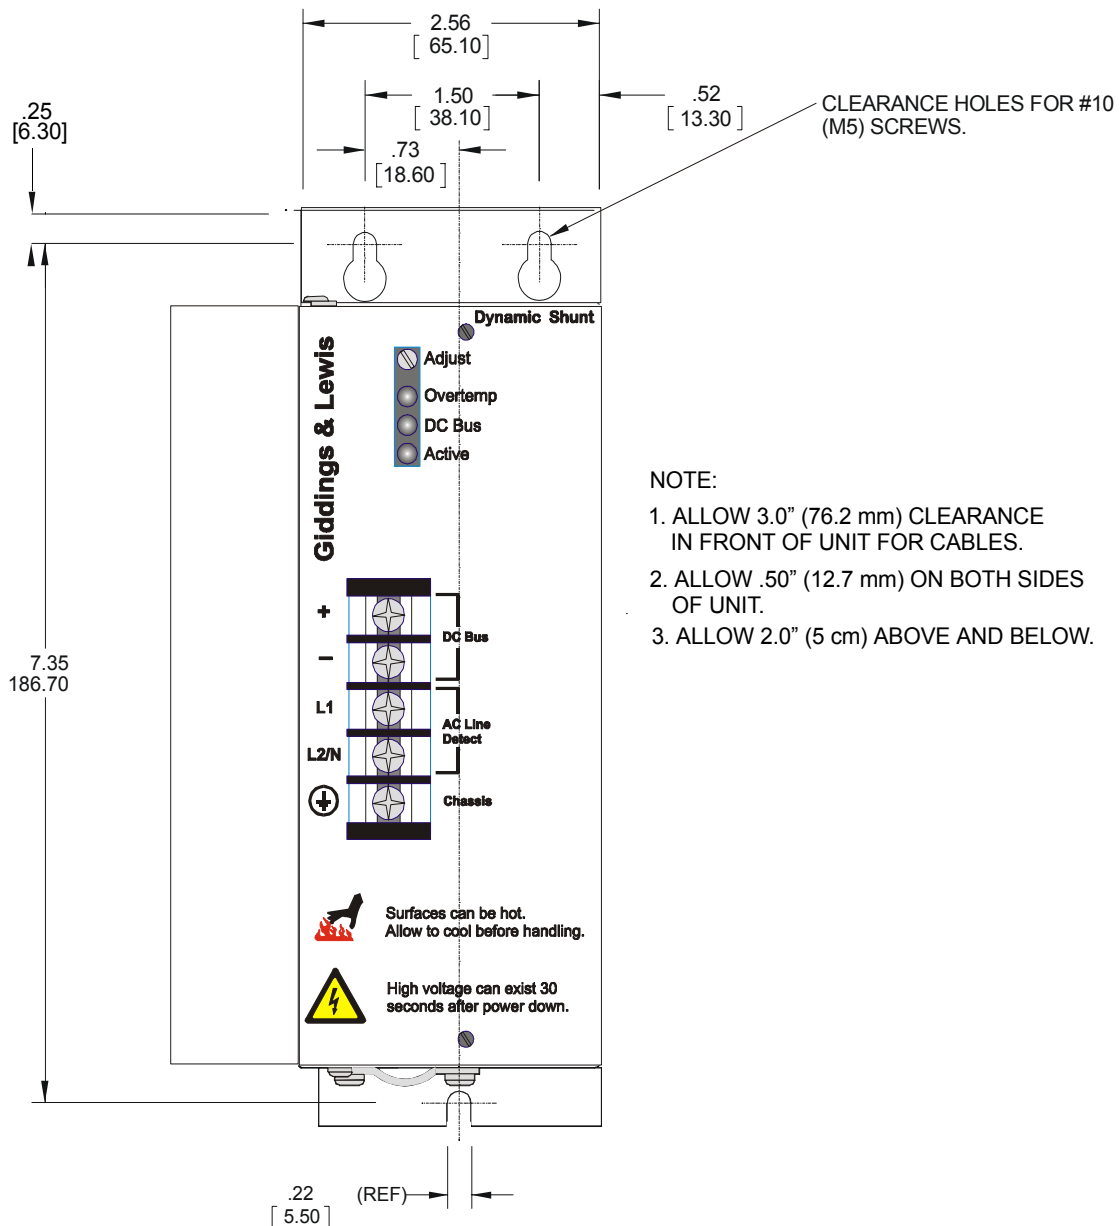 2.56
[ 65.10]
1.50
[38.10]
.52
[ 13.30 ]
.73
[18.60 ]
.25
[6.30]
CLEARANCE HOLES FOR #10
(M5) SCREWS.
Dynamic Shunt
Giddings & Lewis
Adjust
Overtemp
DC Bus
Active
NOTE:
1. ALLOW 3.0” (76.2 mm) CLEARANCE
IN FRONT OF UNIT FOR CABLES.
2. ALLOW .50” (12.7 mm) ON BOTH SIDES
OF UNIT.
3. ALLOW 2.0” (5 cm) ABOVE AND BELOW.
+
DC Bus
–
7.35
186.70
L1
AC Line
Detect
L2/N
Chassis
Surfaces can be hot.
Allow to cool before handling.
High voltage can exist 30
seconds after power down.
.22
[ 5.50]
(REF)